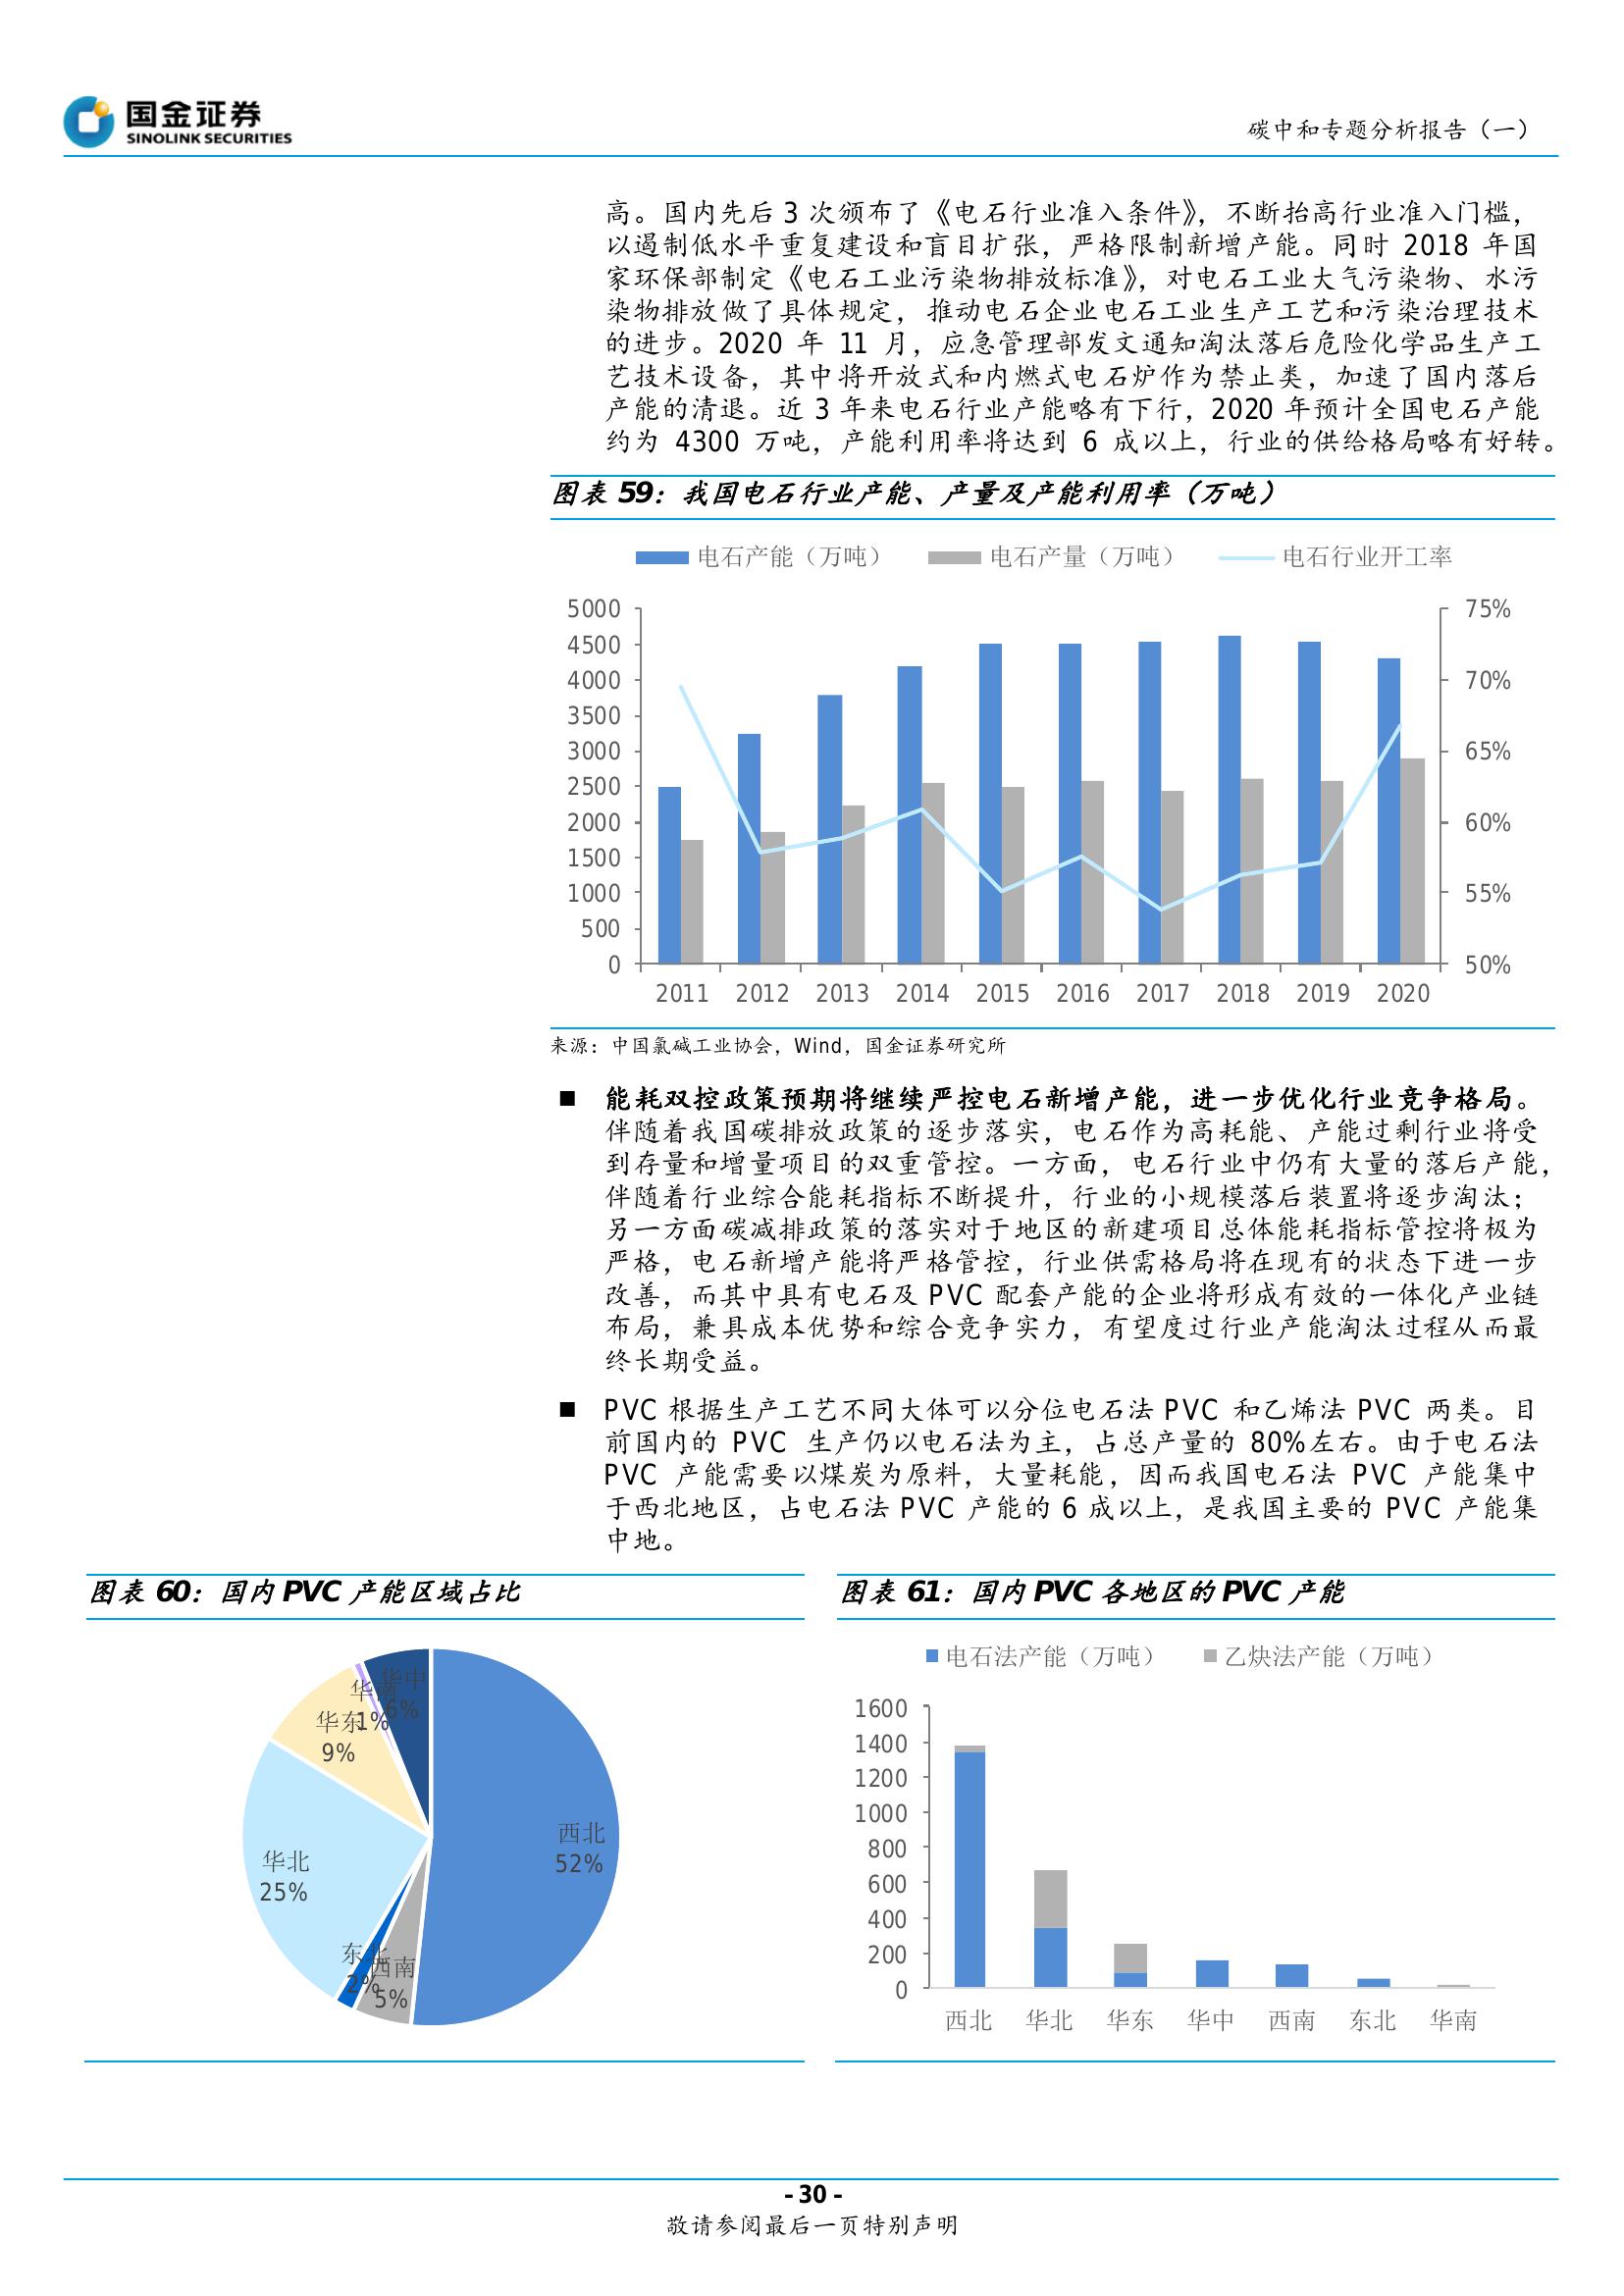 国金证券
SINOLINK SECURITIES
碳中和专题分析报告（一）
高。国内先后 3 次颁布了《电石行业准入条件》，不断抬高行业准入门槛，
以遏制低水平重复建设和盲目扩张，严格限制新增产能。同时 2018 年国
家环保部制定《电石工业污染物排放标准》，对电石工业大气污染物、水污
染物排放做了具体规定，推动电石企业电石工业生产工艺和污染治理技术
的进步。2020 年 11 月，应急管理部发文通知淘汰落后危险化学品生产工
艺技术设备，其中将开放式和内燃式电石炉作为禁止类，加速了国内落后
产能的清退。近 3 年来电石行业产能略有下行，2020 年预计全国电石产能
约为 4300 万吨，产能利用率将达到 6 成以上，行业的供给格局略有好转。
图表 59：我国电石行业产能、产量及产能利用率（万吨）
电石产能（万吨） 电石产量（万吨） 电石行业开工率
5000 75%
4500
4000 70%
3500
3000 65%
2500
2000 60%
1500
1000 55%
500
0 50%
2011 2012 2013 2014 2015 2016 2017 2018 2019 2020
来源：中国氯碱工业协会，Wind，国金证券研究所
■ 能耗双控政策预期将继续严控电石新增产能，进一步优化行业竞争格局。
伴随着我国碳排放政策的逐步落实，电石作为高耗能、产能过剩行业将受
到存量和增量项目的双重管控。一方面，电石行业中仍有大量的落后产能，
伴随着行业综合能耗指标不断提升，行业的小规模落后装置将逐步淘汰；
另一方面碳减排政策的落实对于地区的新建项目总体能耗指标管控将极为
严格，电石新增产能将严格管控，行业供需格局将在现有的状态下进一步
改善，而其中具有电石及 PVC 配套产能的企业将形成有效的一体化产业链
布局，兼具成本优势和综合竞争实力，有望度过行业产能淘汰过程从而最
终长期受益。
■ PVC 根据生产工艺不同大体可以分位电石法 PVC 和乙烯法 PVC 两类。目
前国内的 PVC 生产仍以电石法为主，占总产量的 80%左右。由于电石法
PVC 产能需要以煤炭为原料，大量耗能，因而我国电石法 PVC 产能集中
于西北地区，占电石法 PVC 产能的 6 成以上，是我国主要的 PVC 产能集
中地。
图表 60：国内 PVC 产能区域占比
华中
6%
华南
1%
华东
9%
西北
52%
华北
25%
东北
2%
西南
5%
图表 61：国内 PVC 各地区的 PVC 产能
电石法产能（万吨） 乙炔法产能（万吨）
1600
1400
1200
1000
800
600
400
200
0
西北 华北 华东 华中 西南 东北 华南
- 30 -
敬请参阅最后一页特别声明